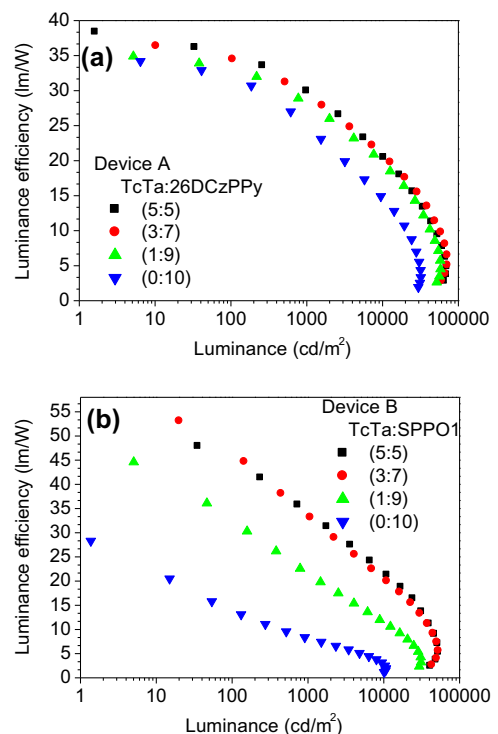 40
35
30
25
20
15
10
5
0
Luminance efficiency (lm/W)
(a)
Device A
TcTa:26DCzPPy
(5:5)
(3:7)
(1:9)
(0:10)
1 10 100 1000 10000 100000
Luminance (cd/m²)
55
50
45
40
35
30
25
20
15
10
5
0
Luminance efficiency (lm/W)
(b)
Device B
TcTa:SPPO1
(5:5)
(3:7)
(1:9)
(0:10)
1 10 100 1000 10000 100000
Luminance (cd/m²)